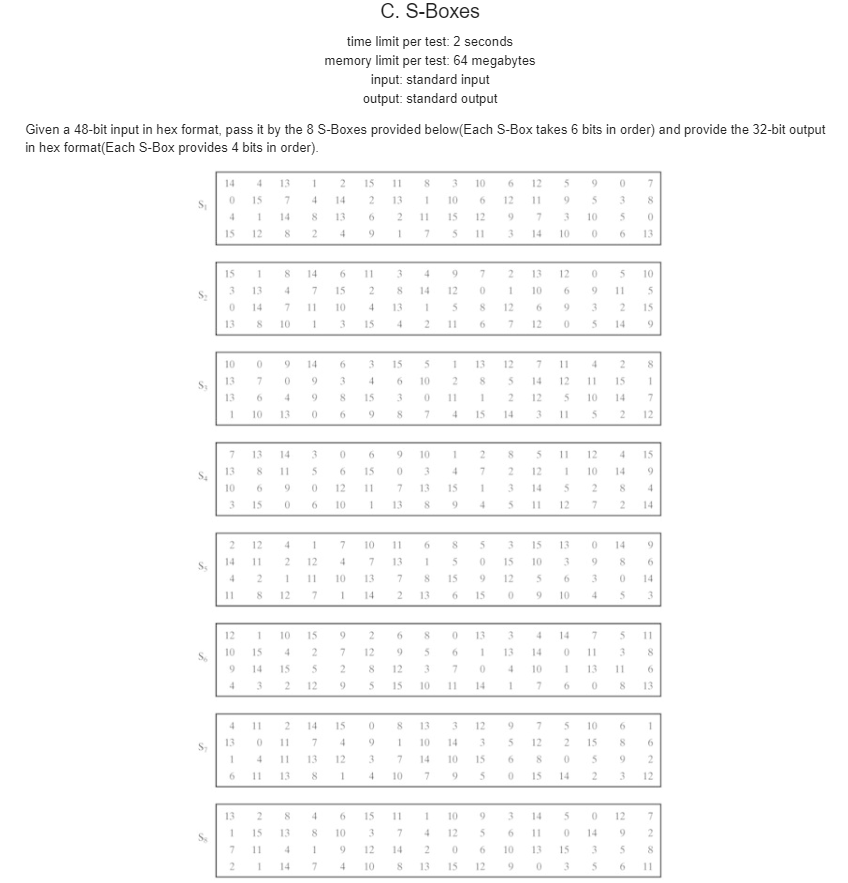 C. S-Boxes
time limit per test: 2 seconds
memory limit per test: 64 megabytes
input: standard input
output: standard output
Given a 48-bit input in hex format, pass it by the 8 S-Boxes provided below(Each S-Box takes 6 bits in order) and provide the 32-bit output
in hex format(Each S-Box provides 4 bits in order).
14 4 13 1 2 15 11 8 3 10 6 12 5 9 0 7
S₁ 0 15 7 4 14 2 13 1 10 6 12 11 9 5 3 8
4 1 14 8 13 6 2 11 15 12 9 7 3 10 5 0
15 12 8 2 4 9 1 7 5 11 3 14 10 0 6 13
15 1 8 14 6 11 3 4 9 7 2 13 12 0 5 10
S₂ 3 13 4 7 15 2 8 14 12 0 1 10 6 9 11 5
0 14 7 11 10 4 13 1 5 8 12 6 9 3 2 15
13 8 10 1 3 15 4 2 11 6 7 12 0 5 14 9
10 0 9 14 6 3 15 5 1 13 12 7 11 4 2 8
S₃ 13 7 0 9 3 4 6 10 2 8 5 14 12 11 15 1
13 6 4 9 8 15 3 0 11 1 2 12 5 10 14 7
1 10 13 0 6 9 8 7 4 15 14 3 11 5 2 12
7 13 14 3 0 6 9 10 1 2 8 5 11 12 4 15
S₄ 13 8 11 5 6 15 0 3 4 7 2 12 1 10 14 9
10 6 9 0 12 11 7 13 15 1 3 14 5 2 8 4
3 15 0 6 10 1 13 8 9 4 5 11 12 7 2 14
2 12 4 1 7 10 11 6 8 5 3 15 13 0 14 9
S₅ 14 11 2 12 4 7 13 1 5 0 15 10 3 9 8 6
4 2 1 11 10 13 7 8 15 9 12 5 6 3 0 14
11 8 12 7 1 14 2 13 6 15 0 9 10 4 5 3
12 1 10 15 9 2 6 8 0 13 3 4 14 7 5 11
S₆ 10 15 4 2 7 12 9 5 6 1 13 14 0 11 3 8
9 14 15 5 2 8 12 3 7 0 4 10 1 13 11 6
4 3 2 12 9 5 15 10 11 14 1 7 6 0 8 13
4 11 2 14 15 0 8 13 3 12 9 7 5 10 6 1
S₇ 13 0 11 7 4 9 1 10 14 3 5 12 2 15 8 6
1 4 11 13 12 3 7 14 10 15 6 8 0 5 9 2
6 11 13 8 1 4 10 7 9 5 0 15 14 2 3 12
13 2 8 4 6 15 11 1 10 9 3 14 5 0 12 7
S₈ 1 15 13 8 10 3 7 4 12 5 6 11 0 14 9 2
7 11 4 1 9 12 14 2 0 6 10 13 15 3 5 8
2 1 14 7 4 10 8 13 15 12 9 0 3 5 6 11